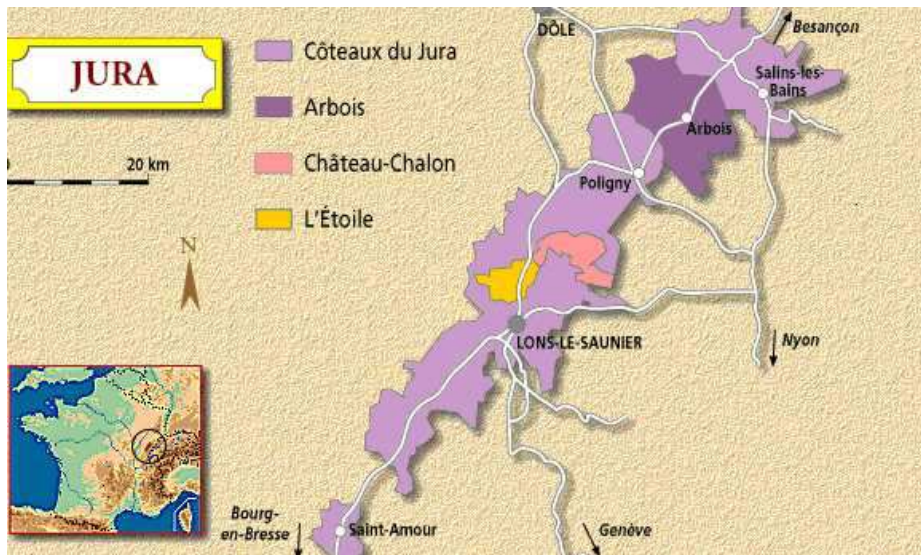 JURA
Côteaux du Jura
Arbois
Château-Chalon
L'Étoile
20 km
N
DÔLE
Besançon
Salins-les-
Bains
Arbois
Poligny
LONS-LE-SAUNIER
Nyon
Bourg-
en-Bresse
Saint-Amour
Genève